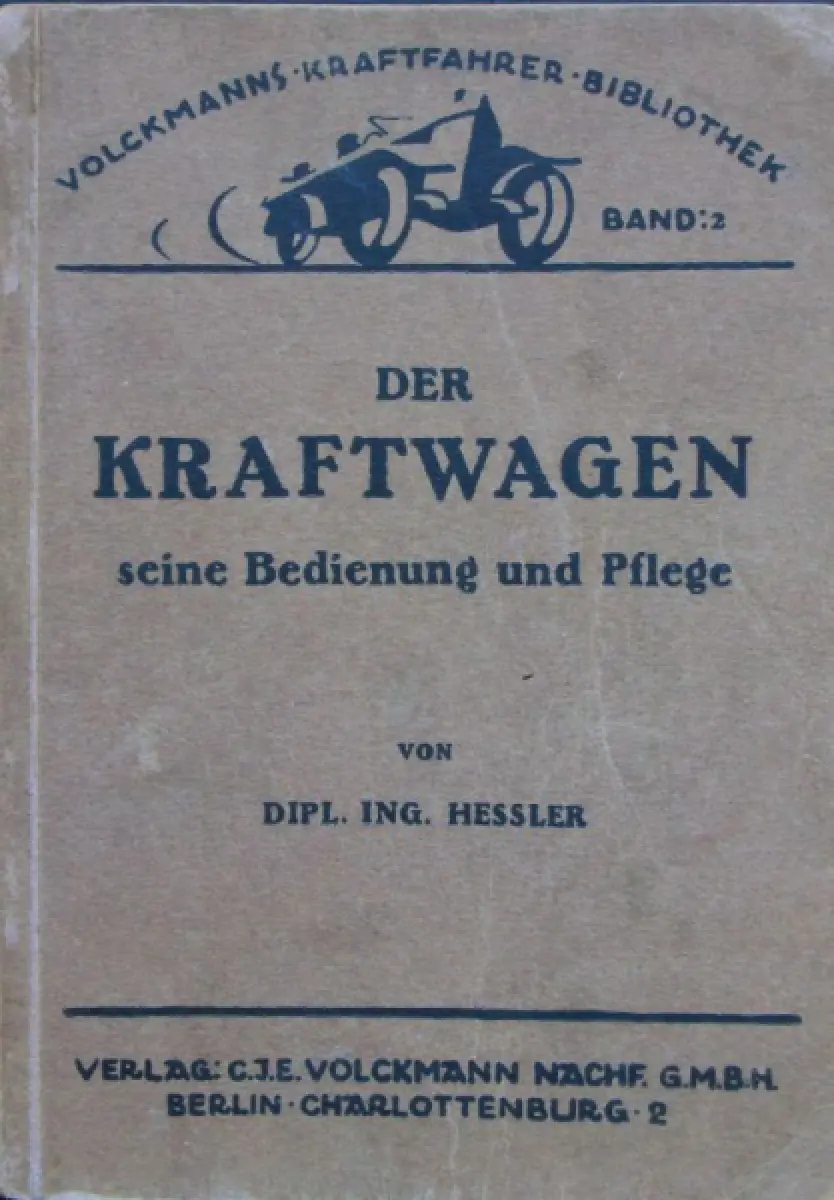 VOLCKMANNS·KRAFTFAHRER·BIBLIOTHEK
BAND:2
DER
KRAFTWAGEN
seine Bedienung und Pflege
VON
DIPL. ING. HESSLER
VERLAG: C.J.E. VOLCKMANN NACHF. G.M.B.H.
BERLIN·CHARLOTTENBURG·2